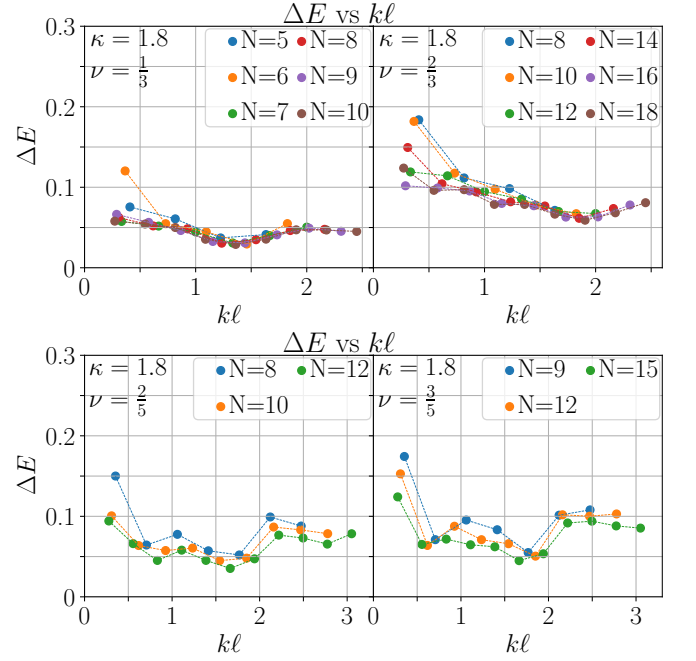 ΔE vs kℓ
0.3
κ = 1.8
ν = 1/3
N=5 N=8
N=6 N=9
N=7 N=10
κ = 1.8
ν = 2/3
N=8 N=14
N=10 N=16
N=12 N=18
0.2
0.1
0
ΔE
0 1 2
0 1 2
kℓ kℓ
ΔE vs kℓ
0.3
κ = 1.8
ν = 2/5
N=8 N=12
N=10
κ = 1.8
ν = 3/5
N=9 N=15
N=12
0.2
0.1
0
ΔE
0 1 2 3
0 1 2 3
kℓ kℓ